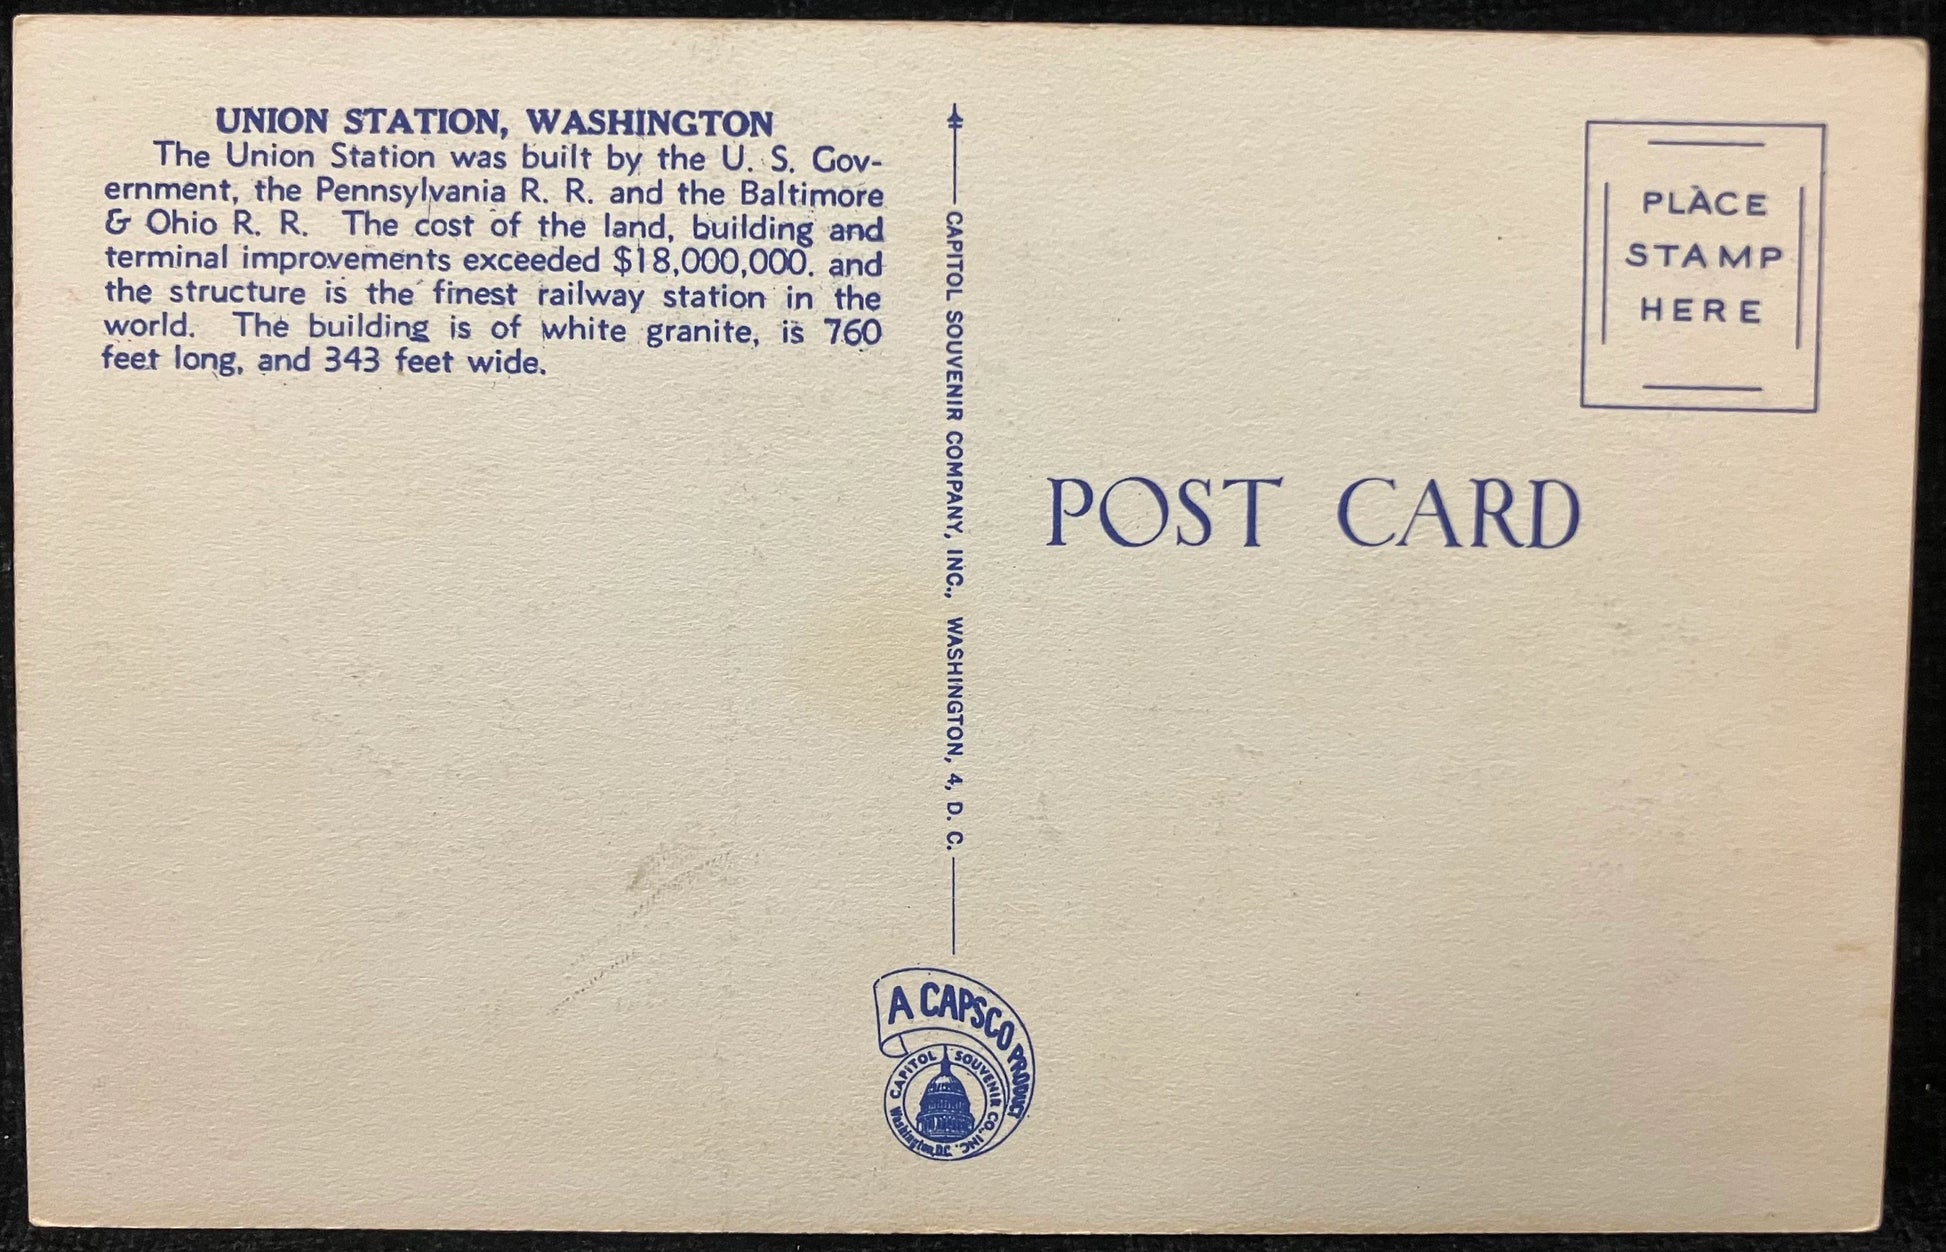 UNION STATION, WASHINGTON
The Union Station was built by the U. S. Gov-
ernment, the Pennsylvania R. R. and the Baltimore
& Ohio R. R. The cost of the land, building and
terminal improvements exceeded $18,000,000. and
the structure is the finest railway station in the
world. The building is of white granite, is 760
feet long, and 343 feet wide.
CAPITOL SOUVENIR COMPANY, INC., WASHINGTON, 4, D. C.
PLACE
STAMP
HERE
POST CARD
A CAPSCO PRODUCT
CAPITOL SOUVENIR CO., INC.
Washington, D.C.